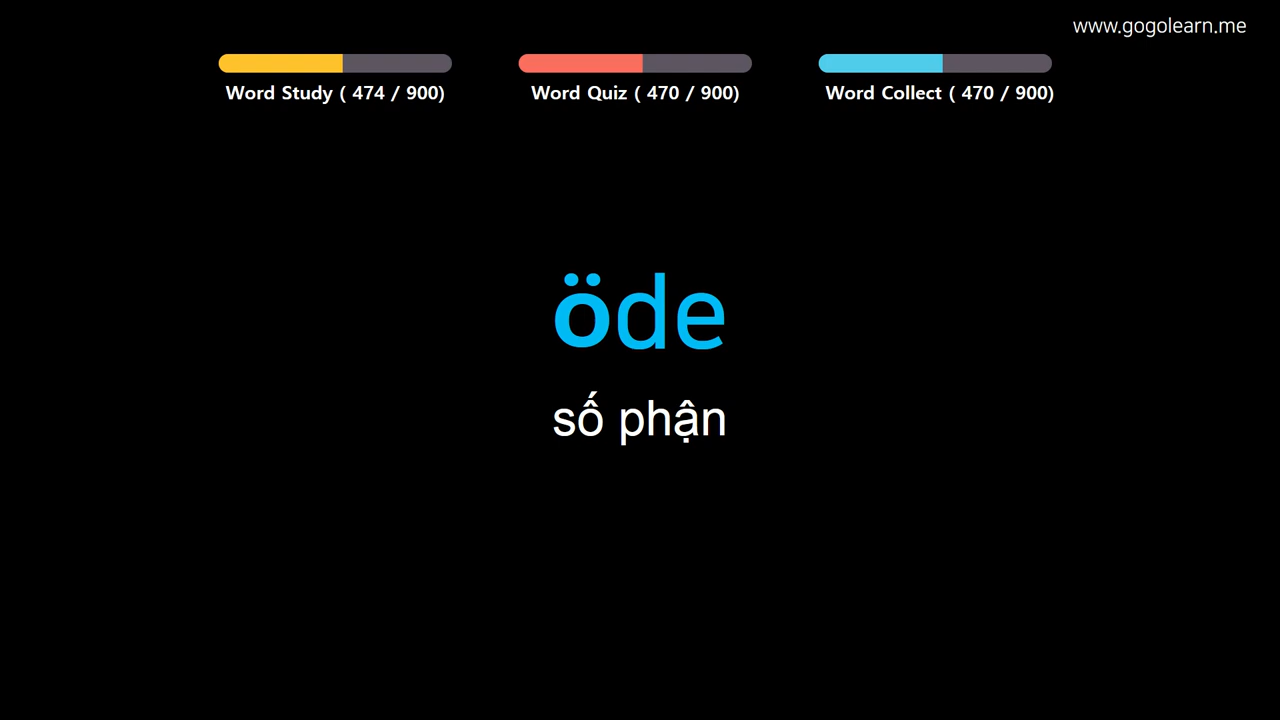 www.gogolearn.me
Word Study ( 474 / 900)
Word Quiz ( 470 / 900)
Word Collect ( 470 / 900)
öde
số phận